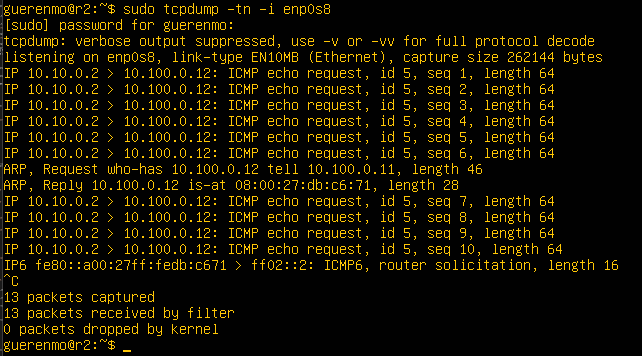 guerenmo@r2:~$ sudo tcpdump -tn -i enp0s8
[sudo] password for guerenmo:
tcpdump: verbose output suppressed, use -v or -vv for full protocol decode
listening on enp0s8, link-type EN10MB (Ethernet), capture size 262144 bytes
IP 10.10.0.2 > 10.100.0.12: ICMP echo request, id 5, seq 1, length 64
IP 10.10.0.2 > 10.100.0.12: ICMP echo request, id 5, seq 2, length 64
IP 10.10.0.2 > 10.100.0.12: ICMP echo request, id 5, seq 3, length 64
IP 10.10.0.2 > 10.100.0.12: ICMP echo request, id 5, seq 4, length 64
IP 10.10.0.2 > 10.100.0.12: ICMP echo request, id 5, seq 5, length 64
IP 10.10.0.2 > 10.100.0.12: ICMP echo request, id 5, seq 6, length 64
ARP, Request who-has 10.100.0.12 tell 10.100.0.11, length 46
ARP, Reply 10.100.0.12 is-at 08:00:27:db:c6:71, length 28
IP 10.10.0.2 > 10.100.0.12: ICMP echo request, id 5, seq 7, length 64
IP 10.10.0.2 > 10.100.0.12: ICMP echo request, id 5, seq 8, length 64
IP 10.10.0.2 > 10.100.0.12: ICMP echo request, id 5, seq 9, length 64
IP 10.10.0.2 > 10.100.0.12: ICMP echo request, id 5, seq 10, length 64
IP6 fe80::a00:27ff:fedb:c671 > ff02::2: ICMP6, router solicitation, length 16
^C
13 packets captured
13 packets received by filter
0 packets dropped by kernel
guerenmo@r2:~$ _